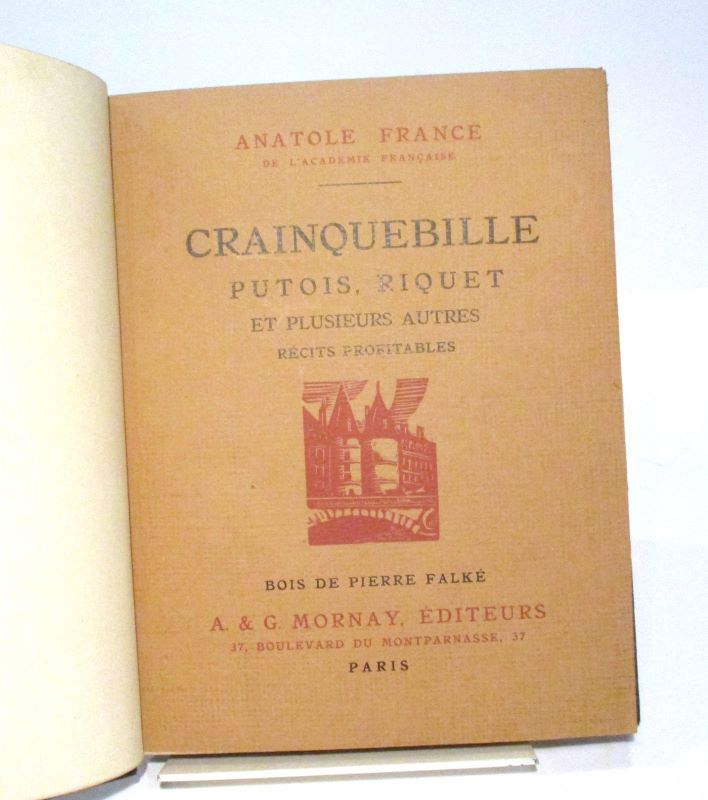 ANATOLE FRANCE
DE L'ACADEMIE FRANÇAISE
CRAINQUEBILLE
PUTOIS, RIQUET
ET PLUSIEURS AUTRES
RÉCITS PROFITABLES
BOIS DE PIERRE FALKÉ
A. & G. MORNAY, ÉDITEURS
37, BOULEVARD DU MONTPARNASSE, 37
PARIS